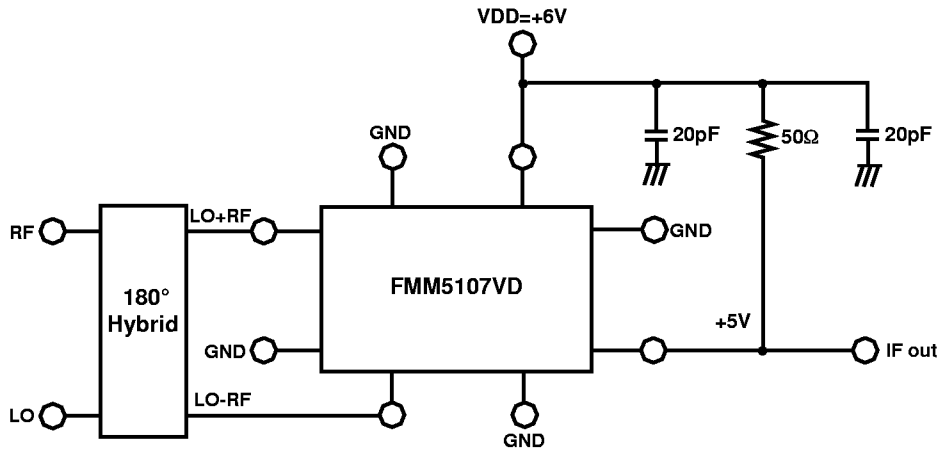 VDD=+6V
GND
20pF
50Ω
20pF
RF
LO+RF
GND
180°
Hybrid
FMM5107VD
+5V
GND
IF out
LO
LO-RF
GND